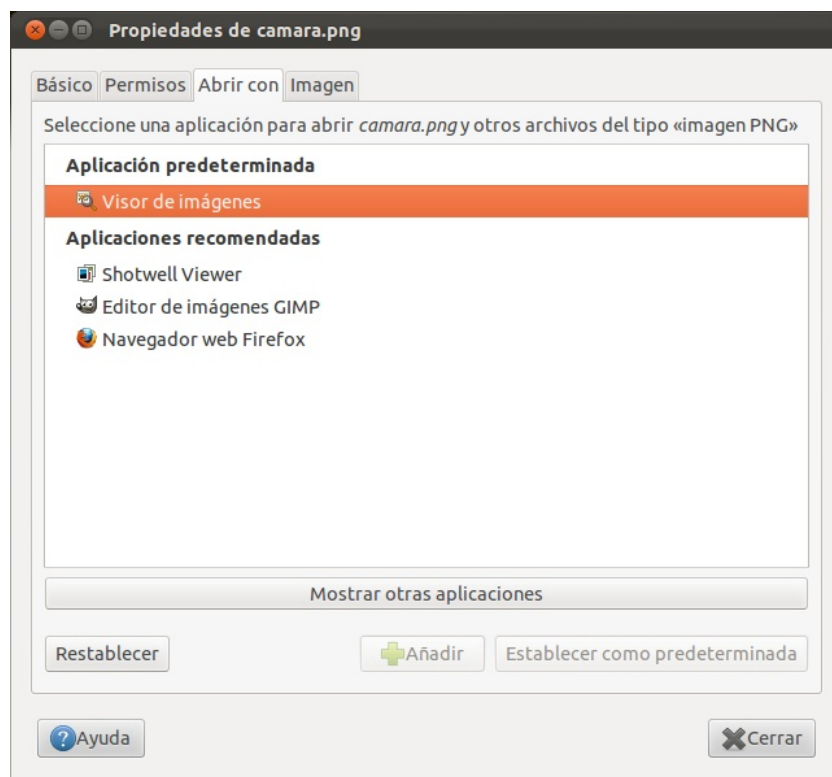 Propiedades de camara.png
Básico Permisos Abrir con Imagen
Seleccione una aplicación para abrir camara.png y otros archivos del tipo «imagen PNG»
Aplicación predeterminada
Visor de imágenes
Aplicaciones recomendadas
Shotwell Viewer
Editor de imágenes GIMP
Navegador web Firefox
Mostrar otras aplicaciones
Restablecer Añadir Establecer como predeterminada
Ayuda Cerrar